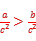 a/c² > b/c²